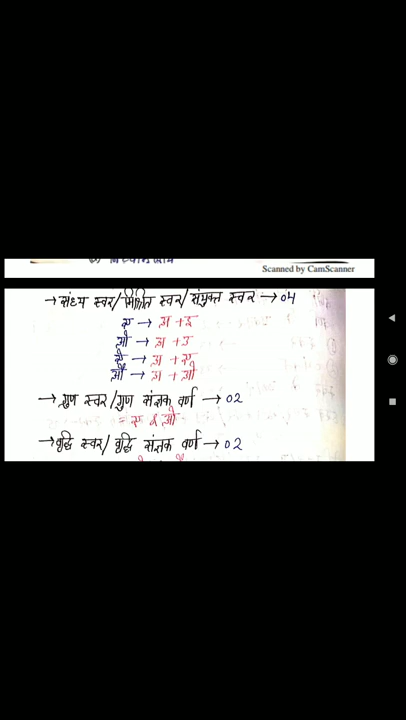 Scanned by CamScanner
→ संध्य स्वर/मिश्रित स्वर/संयुक्त स्वर → 04
ए → अ + इ
ओ → अ + उ
ऐ → अ + ए
औ → अ + ओ
→ गुण स्वर/गुण संज्ञक वर्ण → 02
= ए & ओ
→ वृद्धि स्वर/वृद्धि संज्ञक वर्ण → 02